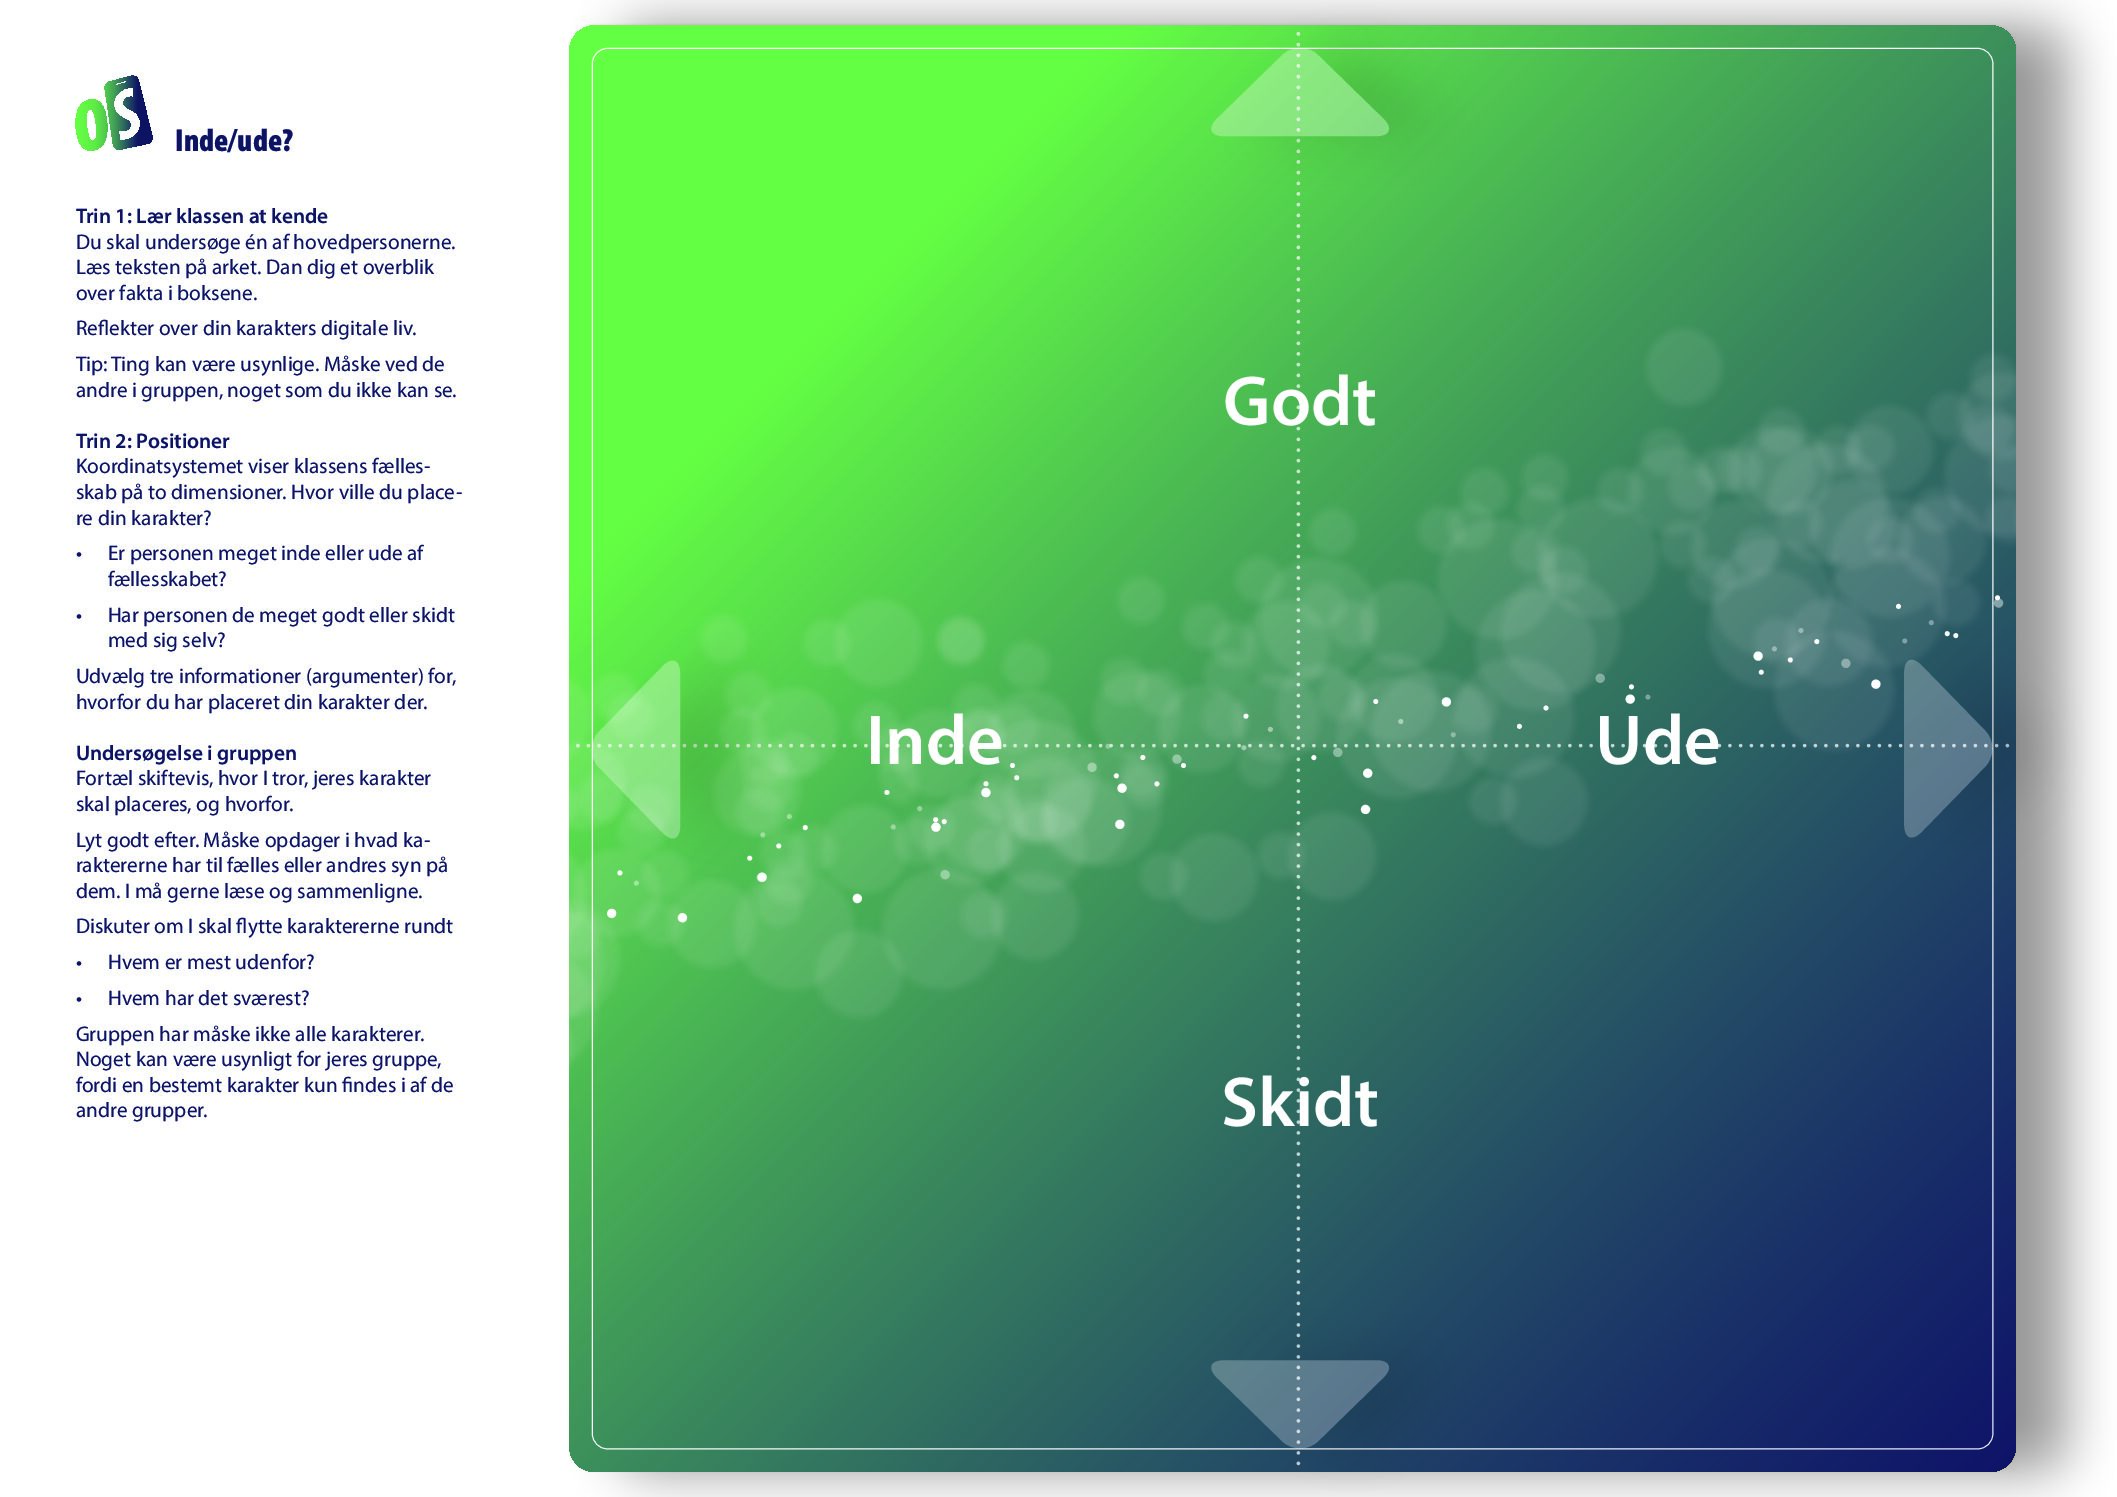 OS
Inde/ude?
Trin 1: Lær klassen at kende
Du skal undersøge én af hovedpersonerne.
Læs teksten på arket. Dan dig et overblik
over fakta i boksene.
Reflekter over din karakters digitale liv.
Tip: Ting kan være usynlige. Måske ved de
andre i gruppen, noget som du ikke kan se.
Trin 2: Positioner
Koordinatsystemet viser klassens fælles-
skab på to dimensioner. Hvor ville du place-
re din karakter?
• Er personen meget inde eller ude af
fællesskabet?
• Har personen de meget godt eller skidt
med sig selv?
Udvælg tre informationer (argumenter) for,
hvorfor du har placeret din karakter der.
Undersøgelse i gruppen
Fortæl skiftevis, hvor I tror, jeres karakter
skal placeres, og hvorfor.
Lyt godt efter. Måske opdager i hvad ka-
raktererne har til fælles eller andres syn på
dem. I må gerne læse og sammenligne.
Diskuter om I skal flytte karaktererne rundt
• Hvem er mest udenfor?
• Hvem har det sværest?
Gruppen har måske ikke alle karakterer.
Noget kan være usynligt for jeres gruppe,
fordi en bestemt karakter kun findes i af de
andre grupper.
Godt
Inde
Ude
Skidt